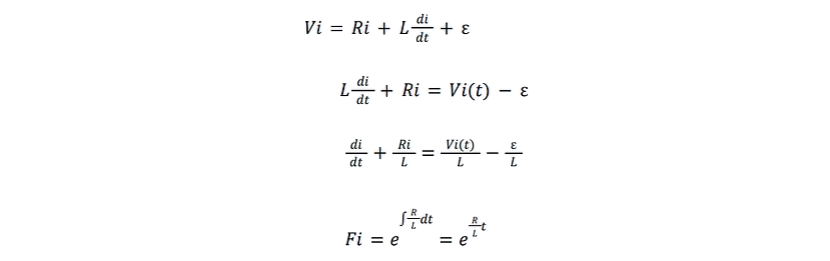 Vi = Ri + L di/dt + ε
L di/dt + Ri = Vi(t) − ε
di/dt + Ri/L = Vi(t)/L − ε/L
Fi = e^(∫ R/L dt) = e^(R/L t)